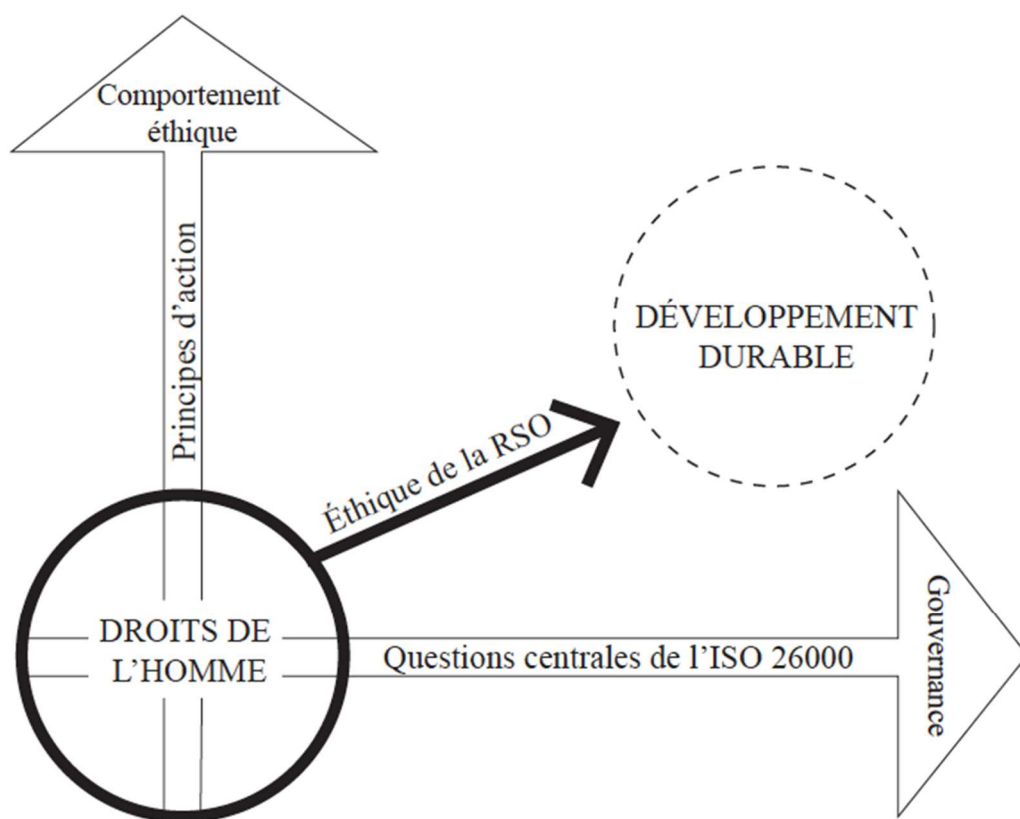 Comportement
éthique
Principes d’action
DÉVELOPPEMENT
DURABLE
Éthique de la RSO
DROITS DE
L’HOMME
Questions centrales de l’ISO 26000
Gouvernance